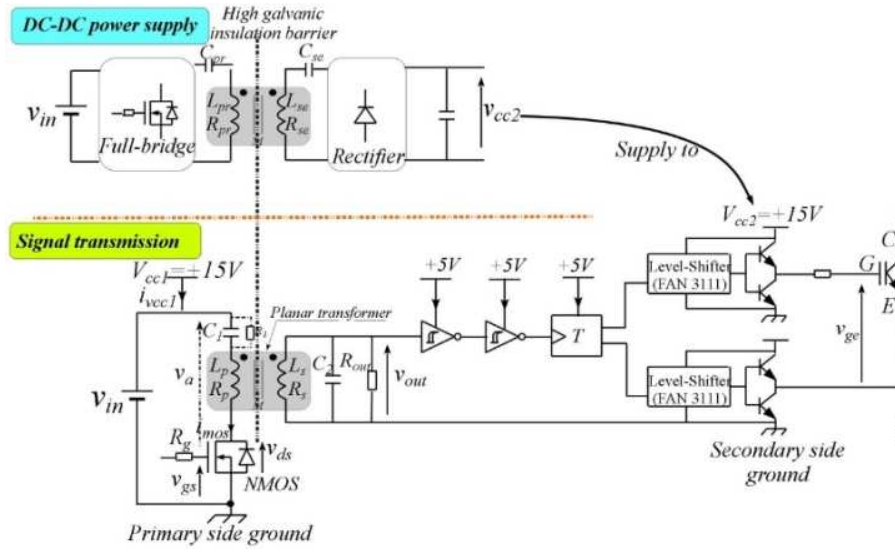 DC-DC power supply
High galvanic
insulation barrier
Cpr
Cse
vin
Lpr
Rpr
Lse
Rse
vcc2
Full-bridge
Rectifier
Supply to
Signal transmission
Vcc2=+15V
Vcc1=+15V
ivcc1
+5V
+5V
+5V
Level-Shifter
(FAN 3111)
C
G
E
Planar transformer
C1
va
Lp
Rp
Ls
Rs
C2
Rout
vout
T
vge
vin
Level-Shifter
(FAN 3111)
imos
Rg
vds
vgs
NMOS
Secondary side
ground
Primary side ground